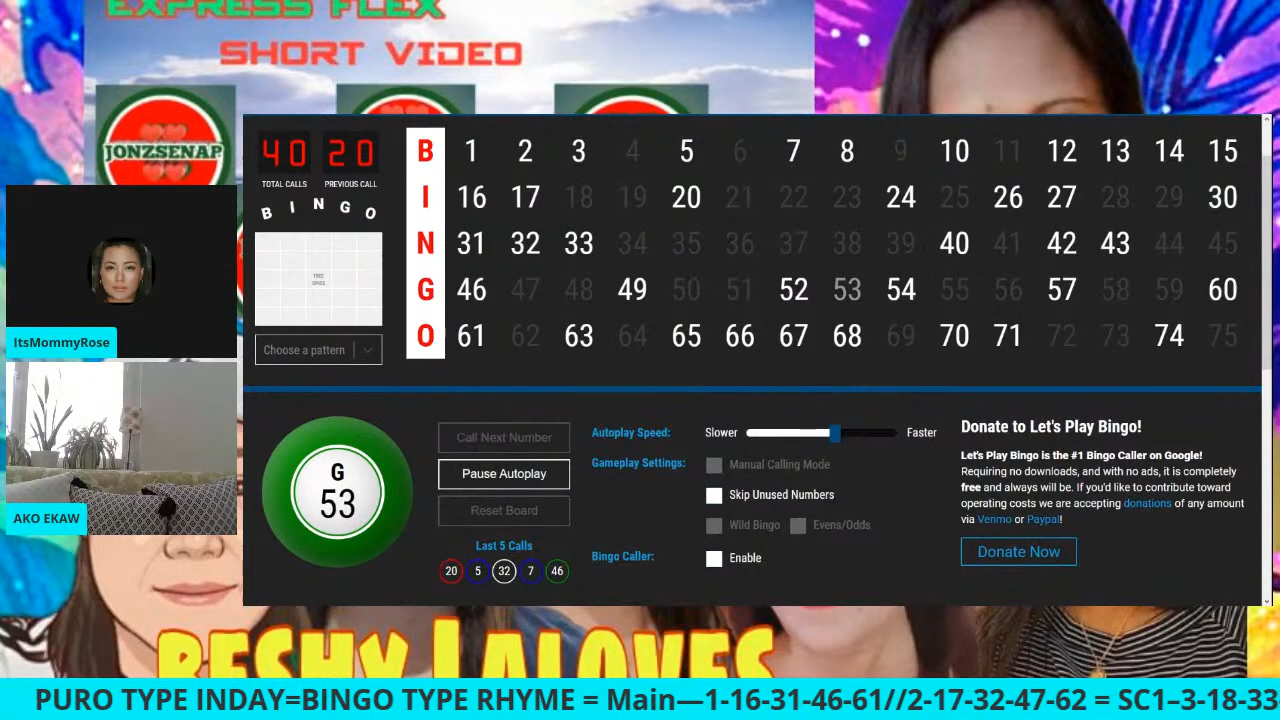 EXPRESS FLEX
SHORT VIDEO
JONZSENAP
40 20
TOTAL CALLS PREVIOUS CALL
B I N G O
FREE
SPACE
Choose a pattern
B 1 2 3 4 5 6 7 8 9 10 11 12 13 14 15
I 16 17 18 19 20 21 22 23 24 25 26 27 28 29 30
N 31 32 33 34 35 36 37 38 39 40 41 42 43 44 45
G 46 47 48 49 50 51 52 53 54 55 56 57 58 59 60
O 61 62 63 64 65 66 67 68 69 70 71 72 73 74 75
ItsMommyRose
AKO EKAW
G
53
Call Next Number
Pause Autoplay
Reset Board
Last 5 Calls
20 5 32 7 46
Autoplay Speed: Slower Faster
Gameplay Settings: Manual Calling Mode
Skip Unused Numbers
Wild Bingo Evens/Odds
Bingo Caller: Enable
Donate to Let's Play Bingo!
Let's Play Bingo is the #1 Bingo Caller on Google!
Requiring no downloads, and with no ads, it is completely
free and always will be. If you'd like to contribute toward
operating costs we are accepting donations of any amount
via Venmo or Paypal!
Donate Now
BESHY LALOVES
PURO TYPE INDAY=BINGO TYPE RHYME = Main—1-16-31-46-61//2-17-32-47-62 = SC1–3-18-33